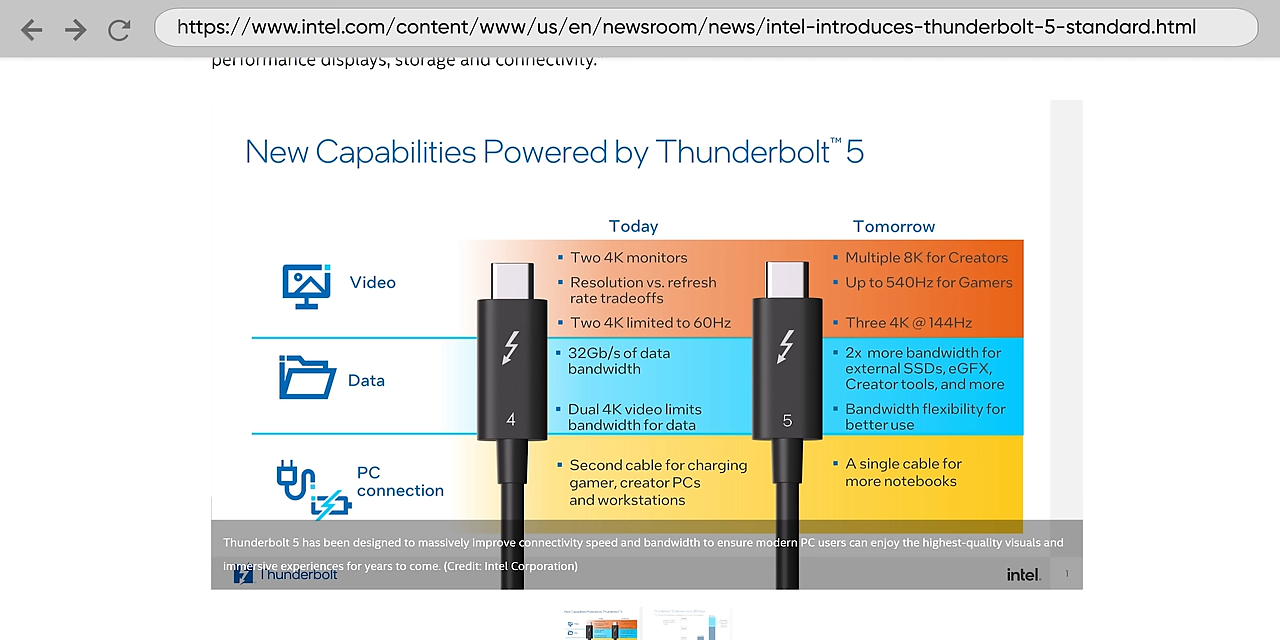 https://www.intel.com/content/www/us/en/newsroom/news/intel-introduces-thunderbolt-5-standard.html
performance displays, storage and connectivity.
New Capabilities Powered by Thunderbolt™ 5
Today
Tomorrow
Video
Two 4K monitors
Resolution vs. refresh
rate tradeoffs
Two 4K limited to 60Hz
Multiple 8K for Creators
Up to 540Hz for Gamers
Three 4K @ 144Hz
Data
32Gb/s of data
bandwidth
Dual 4K video limits
bandwidth for data
2x more bandwidth for
external SSDs, eGFX,
Creator tools, and more
Bandwidth flexibility for
better use
4
5
PC
connection
Second cable for charging
gamer, creator PCs
and workstations
A single cable for
more notebooks
Thunderbolt 5 has been designed to massively improve connectivity speed and bandwidth to ensure modern PC users can enjoy the highest-quality visuals and
immersive experiences for years to come. (Credit: Intel Corporation)
Thunderbolt
intel.
1